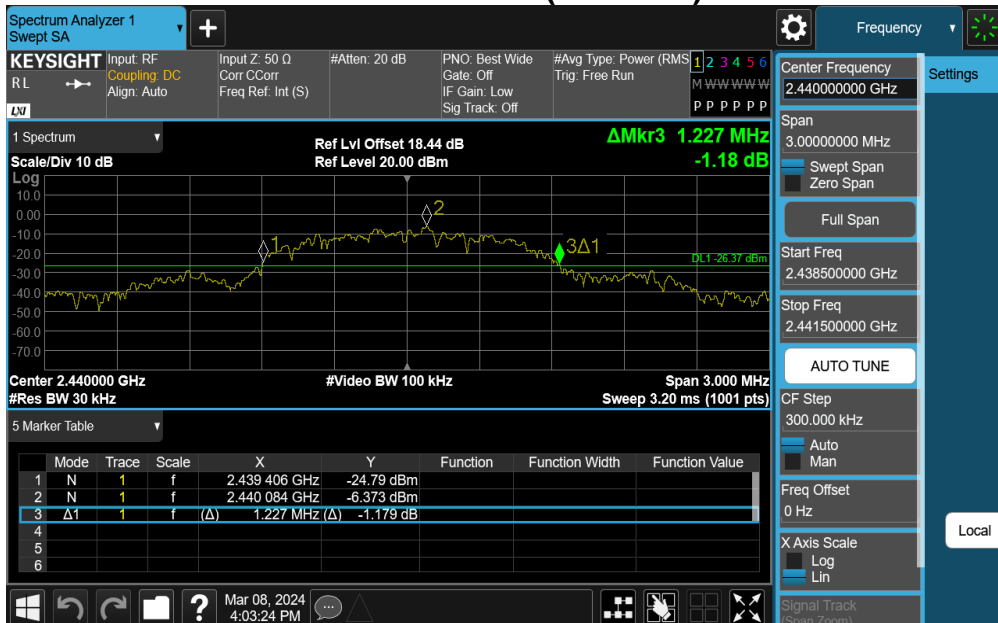 Spectrum Analyzer 1
Swept SA
Frequency
KEYSIGHT
R L
LXI
Input: RF
Coupling: DC
Align: Auto
Input Z: 50 Ω
Corr CCorr
Freq Ref: Int (S)
#Atten: 20 dB
PNO: Best Wide
Gate: Off
IF Gain: Low
Sig Track: Off
#Avg Type: Power (RMS
Trig: Free Run
1 2 3 4 5 6
M W W W W W
P P P P P P
1 Spectrum
Scale/Div 10 dB
Log
Ref Lvl Offset 18.44 dB
Ref Level 20.00 dBm
ΔMkr3 1.227 MHz
-1.18 dB
10.0
0.00
-10.0
-20.0
-30.0
-40.0
-50.0
-60.0
-70.0
1
2
3Δ1
DL1 -26.37 dBm
Center 2.440000 GHz
#Res BW 30 kHz
#Video BW 100 kHz
Span 3.000 MHz
Sweep 3.20 ms (1001 pts)
5 Marker Table
Mode Trace Scale X Y Function Function Width Function Value
1 N 1 f 2.439 406 GHz -24.79 dBm
2 N 1 f 2.440 084 GHz -6.373 dBm
3 Δ1 1 f (Δ) 1.227 MHz (Δ) -1.179 dB
4
5
6
Mar 08, 2024
4:03:24 PM
Center Frequency
2.440000000 GHz
Span
3.00000000 MHz
Swept Span
Zero Span
Full Span
Start Freq
2.438500000 GHz
Stop Freq
2.441500000 GHz
AUTO TUNE
CF Step
300.000 kHz
Auto
Man
Freq Offset
0 Hz
X Axis Scale
Log
Lin
Signal Track
(Span Zoom)
Settings
Local